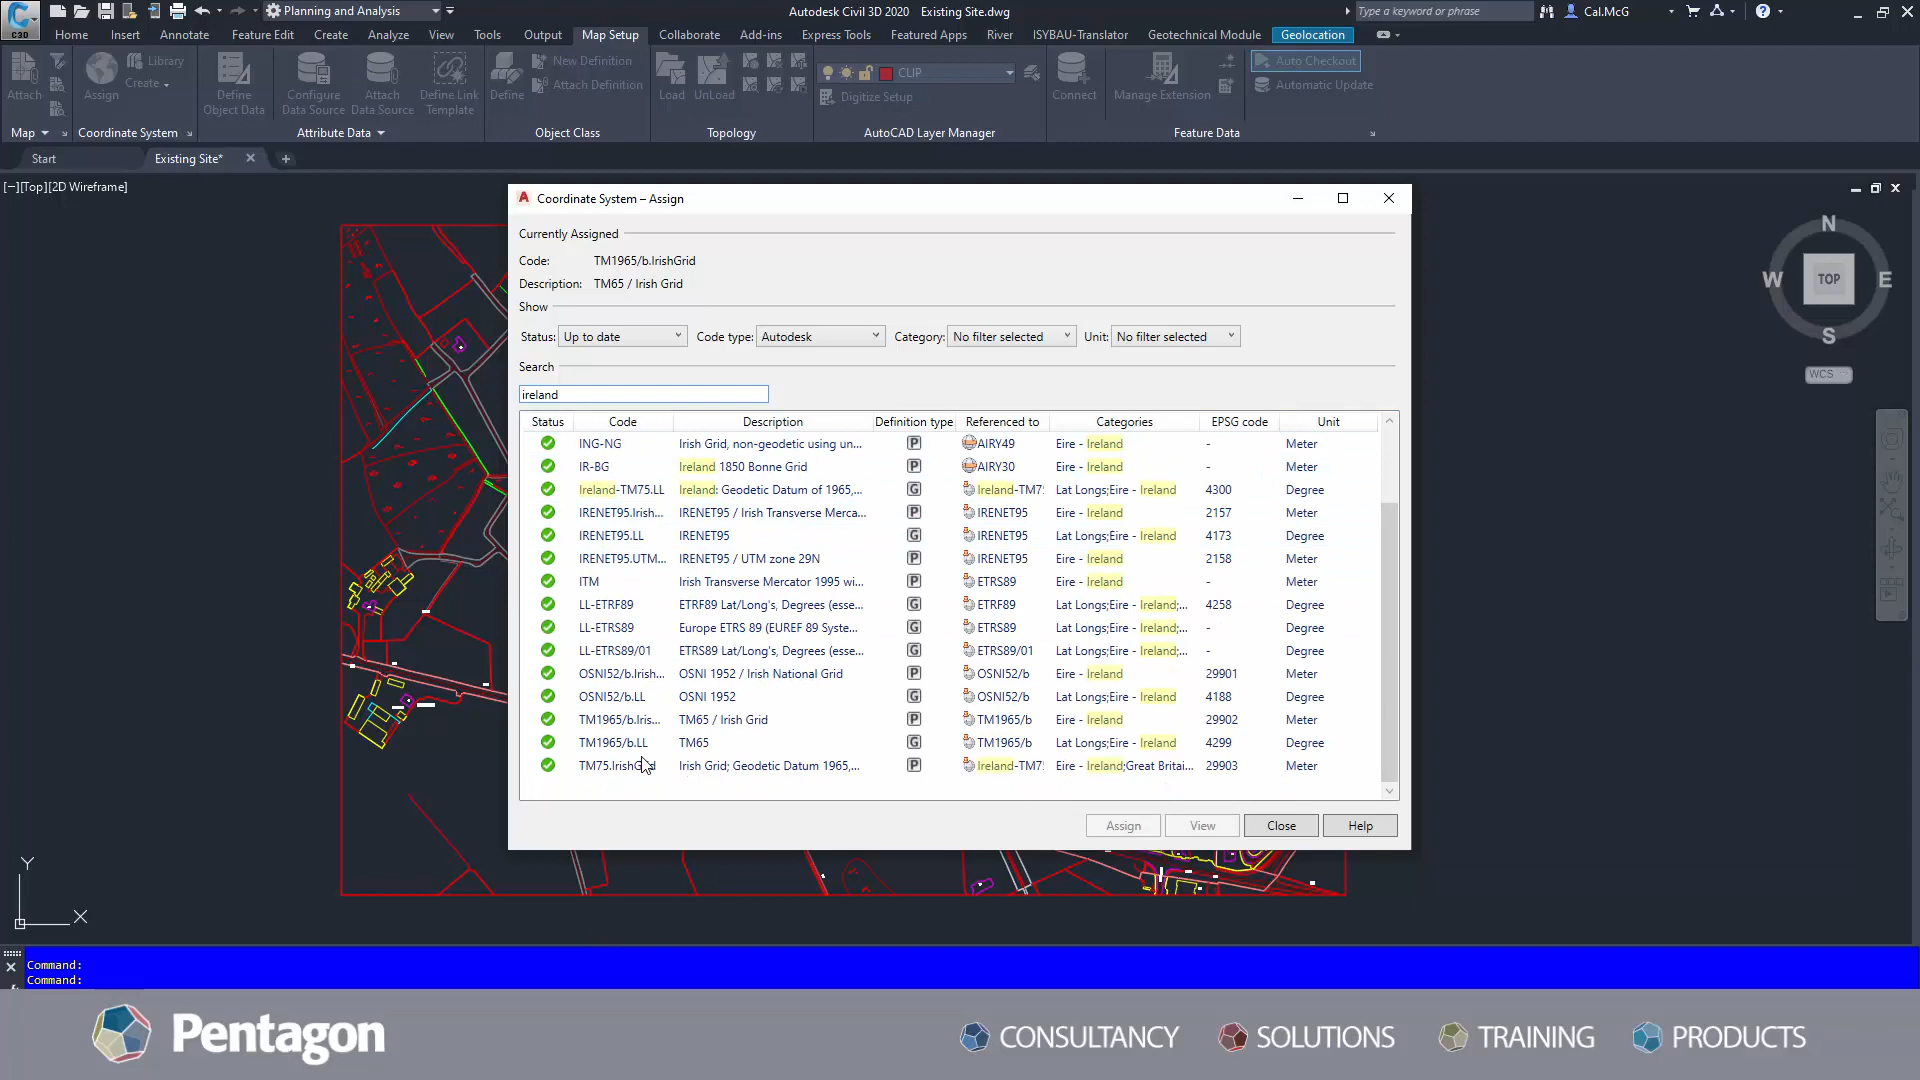 Planning and Analysis
Autodesk Civil 3D 2020 Existing Site.dwg
Type a keyword or phrase
Cal.McG
C3D
Home Insert Annotate Feature Edit Create Analyze View Tools Output Map Setup Collaborate Add-ins Express Tools Featured Apps River ISYBAU-Translator Geotechnical Module Geolocation
Attach
Assign
Library
Create
Define Object Data
Configure Data Source
Attach Data Source
Define Link Template
Define
New Definition
Attach Definition
Load
UnLoad
CLIP
Digitize Setup
Connect
Manage Extension
Auto Checkout
Automatic Update
Map Coordinate System Attribute Data Object Class Topology AutoCAD Layer Manager Feature Data
Start Existing Site*
[−][Top][2D Wireframe]
N
W TOP E
S
WCS
Coordinate System – Assign
Currently Assigned
Code: TM1965/b.IrishGrid
Description: TM65 / Irish Grid
Show
Status: Up to date Code type: Autodesk Category: No filter selected Unit: No filter selected
Search
ireland
Status Code Description Definition type Referenced to Categories EPSG code Unit
ING-NG Irish Grid, non-geodetic using un... P AIRY49 Eire - Ireland - Meter
IR-BG Ireland 1850 Bonne Grid P AIRY30 Eire - Ireland - Meter
Ireland-TM75.LL Ireland: Geodetic Datum of 1965,... G Ireland-TM7 Lat Longs;Eire - Ireland 4300 Degree
IRENET95.Irish... IRENET95 / Irish Transverse Merca... P IRENET95 Eire - Ireland 2157 Meter
IRENET95.LL IRENET95 G IRENET95 Lat Longs;Eire - Ireland 4173 Degree
IRENET95.UTM... IRENET95 / UTM zone 29N P IRENET95 Eire - Ireland 2158 Meter
ITM Irish Transverse Mercator 1995 wi... P ETRS89 Eire - Ireland - Meter
LL-ETRF89 ETRF89 Lat/Long's, Degrees (esse... G ETRF89 Lat Longs;Eire - Ireland;... 4258 Degree
LL-ETRS89 Europe ETRS 89 (EUREF 89 Syste... G ETRS89 Lat Longs;Eire - Ireland;... - Degree
LL-ETRS89/01 ETRS89 Lat/Long's, Degrees (esse... G ETRS89/01 Lat Longs;Eire - Ireland;... - Degree
OSNI52/b.Irish... OSNI 1952 / Irish National Grid P OSNI52/b Eire - Ireland 29901 Meter
OSNI52/b.LL OSNI 1952 G OSNI52/b Lat Longs;Eire - Ireland 4188 Degree
TM1965/b.Iris... TM65 / Irish Grid P TM1965/b Eire - Ireland 29902 Meter
TM1965/b.LL TM65 G TM1965/b Lat Longs;Eire - Ireland 4299 Degree
TM75.IrishGrid Irish Grid; Geodetic Datum 1965,... P Ireland-TM7 Eire - Ireland;Great Britai... 29903 Meter
Assign View Close Help
Y
X
Command:
Command:
Pentagon CONSULTANCY SOLUTIONS TRAINING PRODUCTS